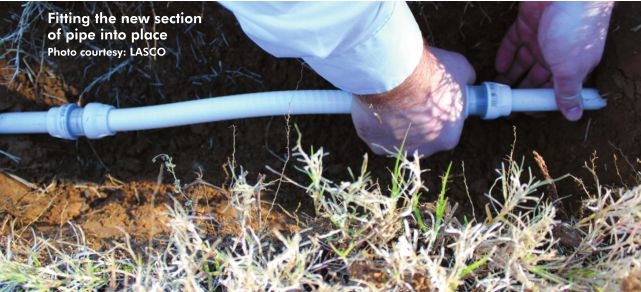 Fitting the new section
of pipe into place
Photo courtesy: LASCO